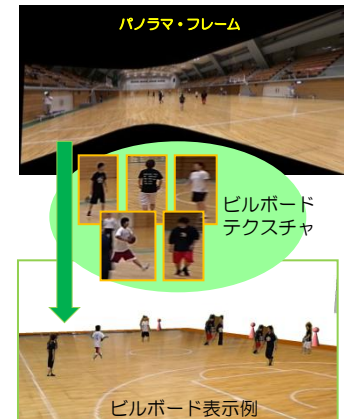 パノラマ・フレーム
ビルボード
テクスチャ
ビルボード表示例